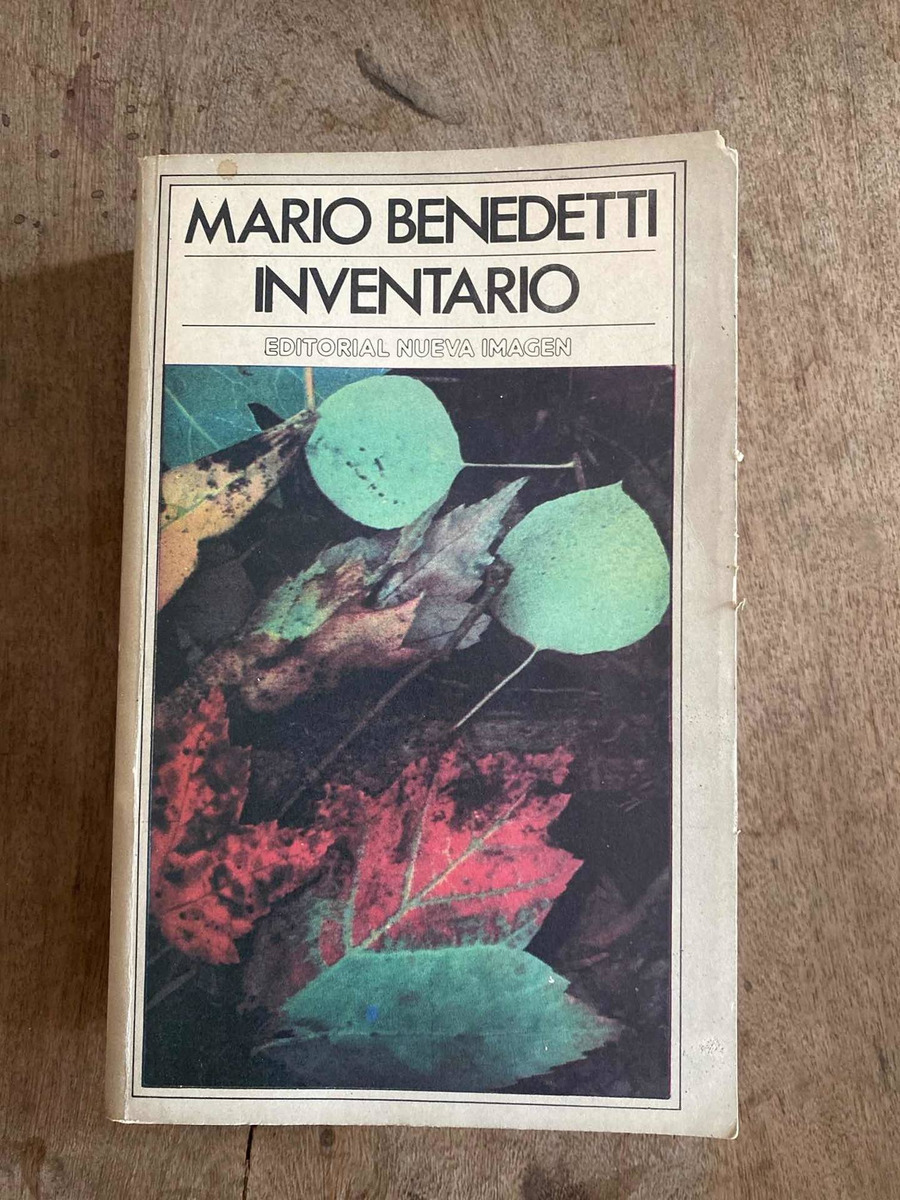 MARIO BENEDETTI
INVENTARIO
EDITORIAL NUEVA IMAGEN